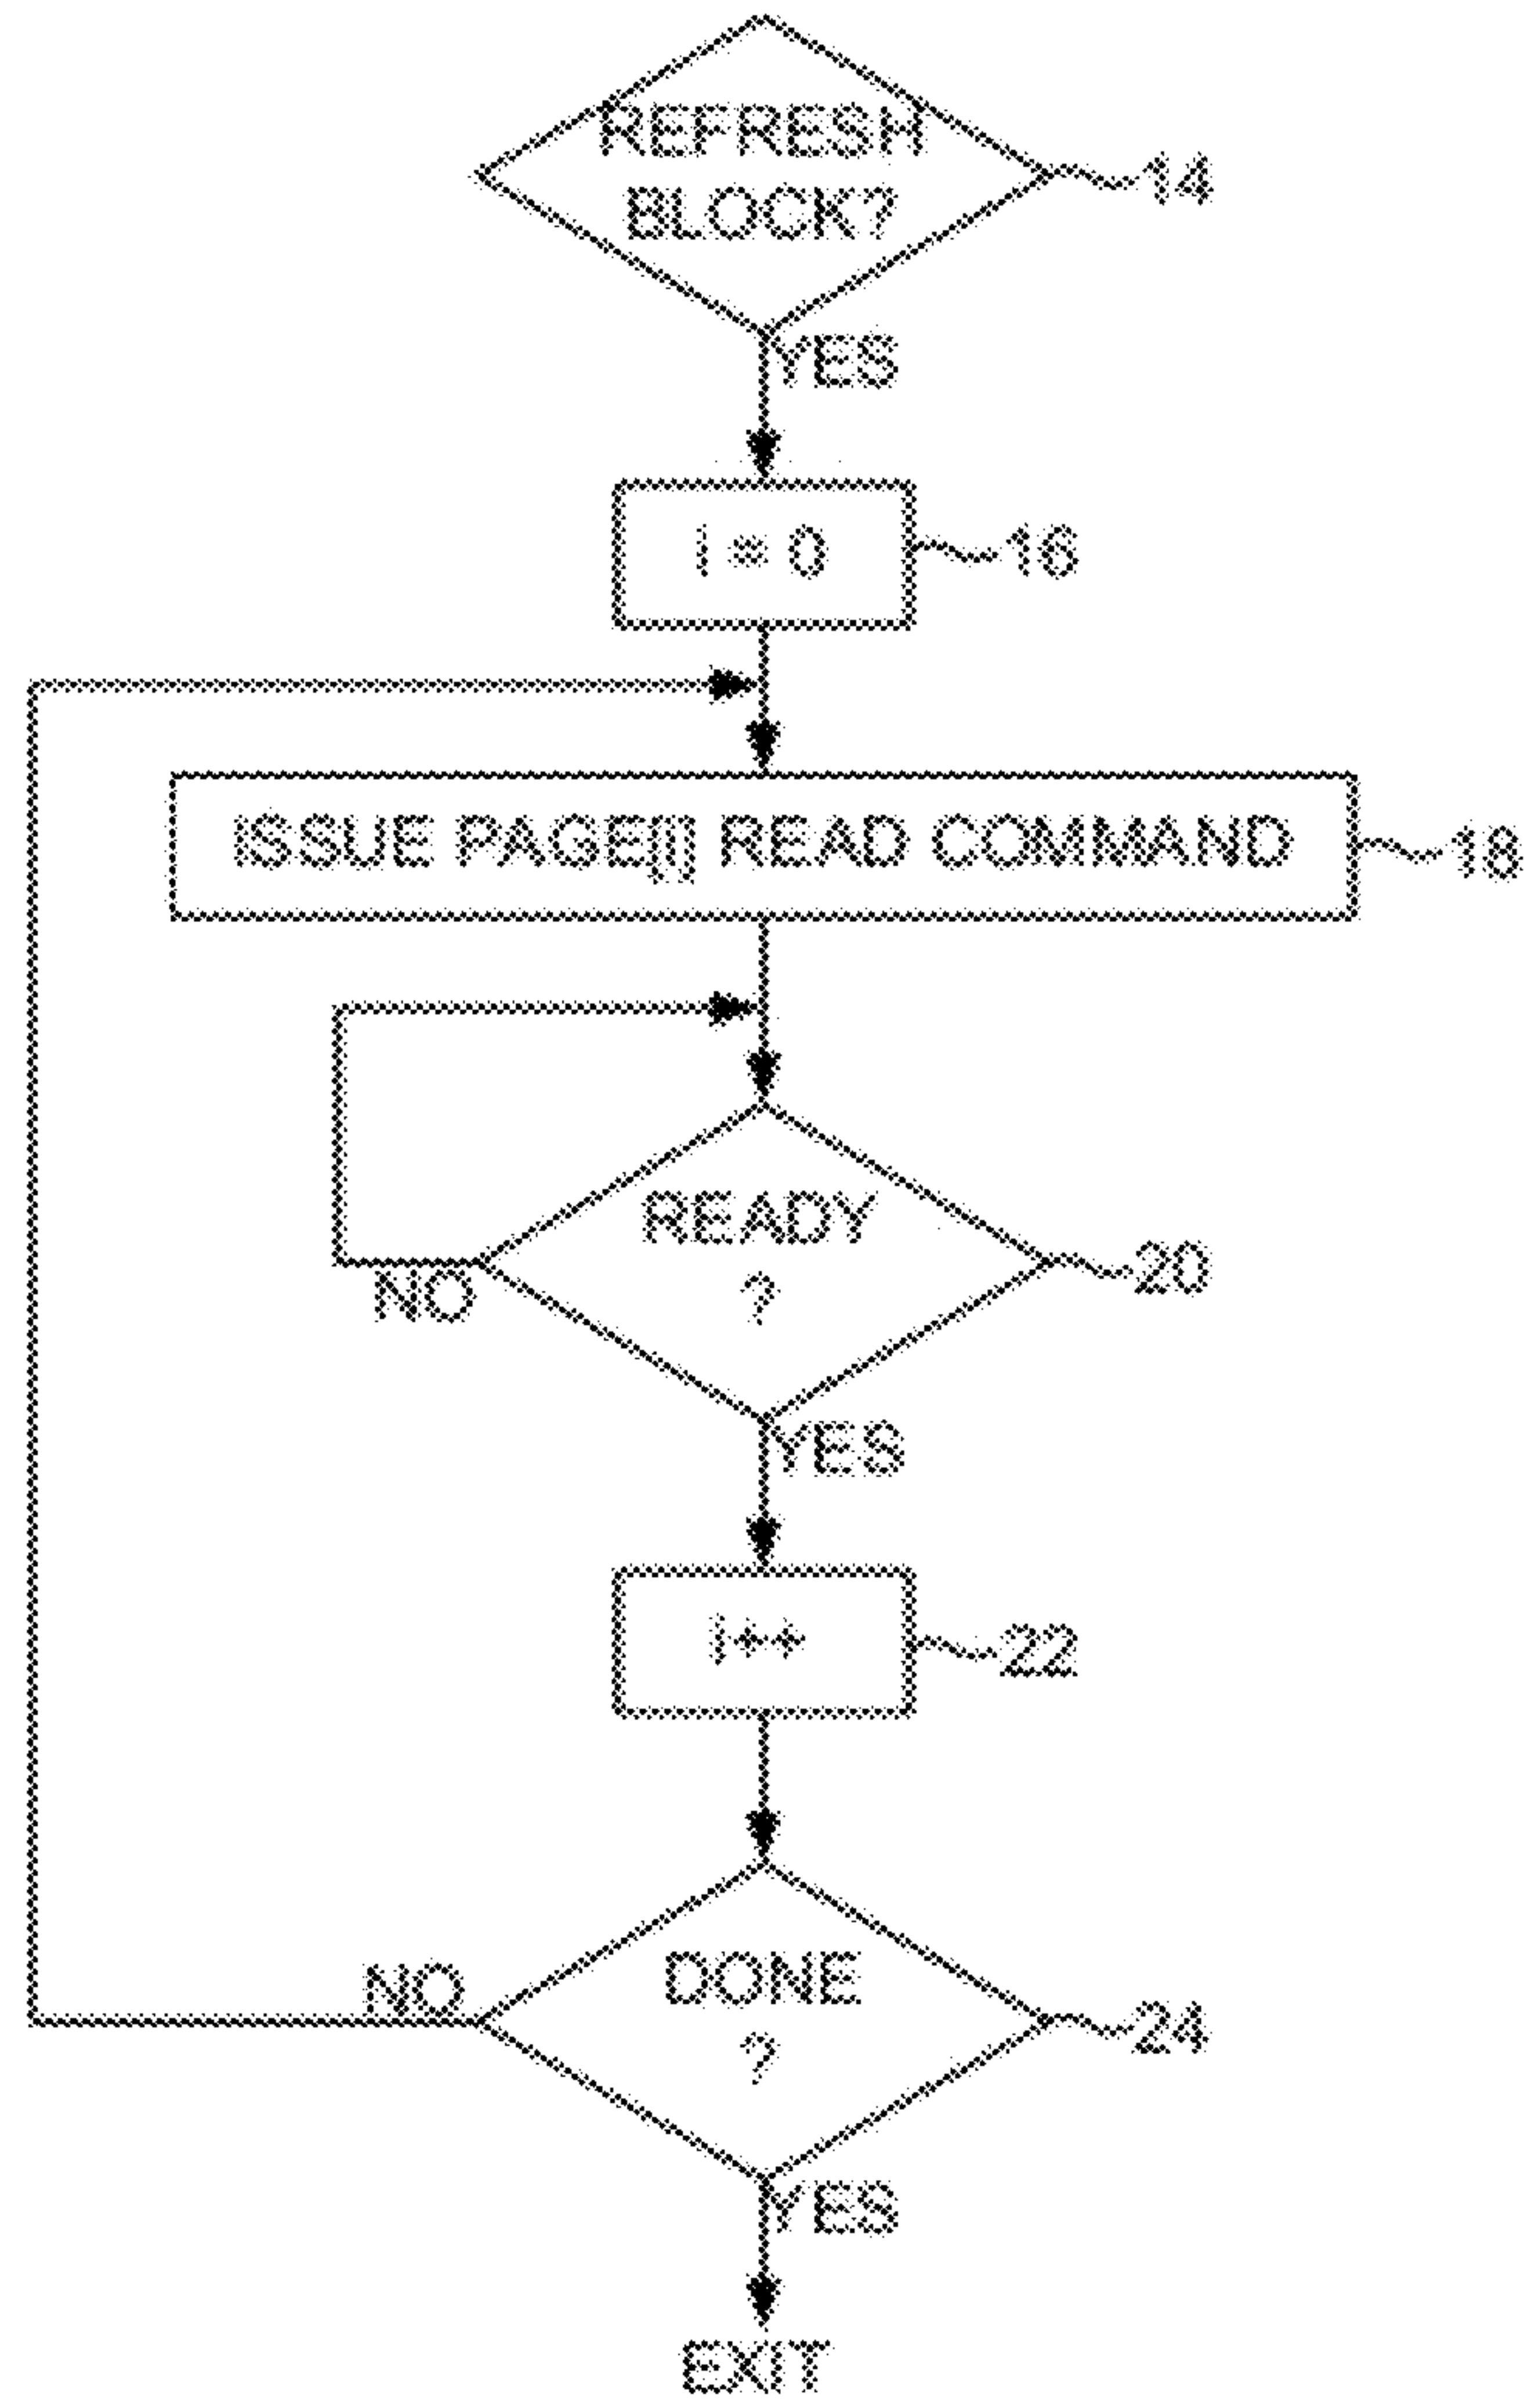 REFRESH
BLOCK?
14
YES
i = 0
16
ISSUE PAGE[i] READ COMMAND
18
READY
?
20
NO
YES
i++
22
DONE
?
24
NO
YES
EXIT